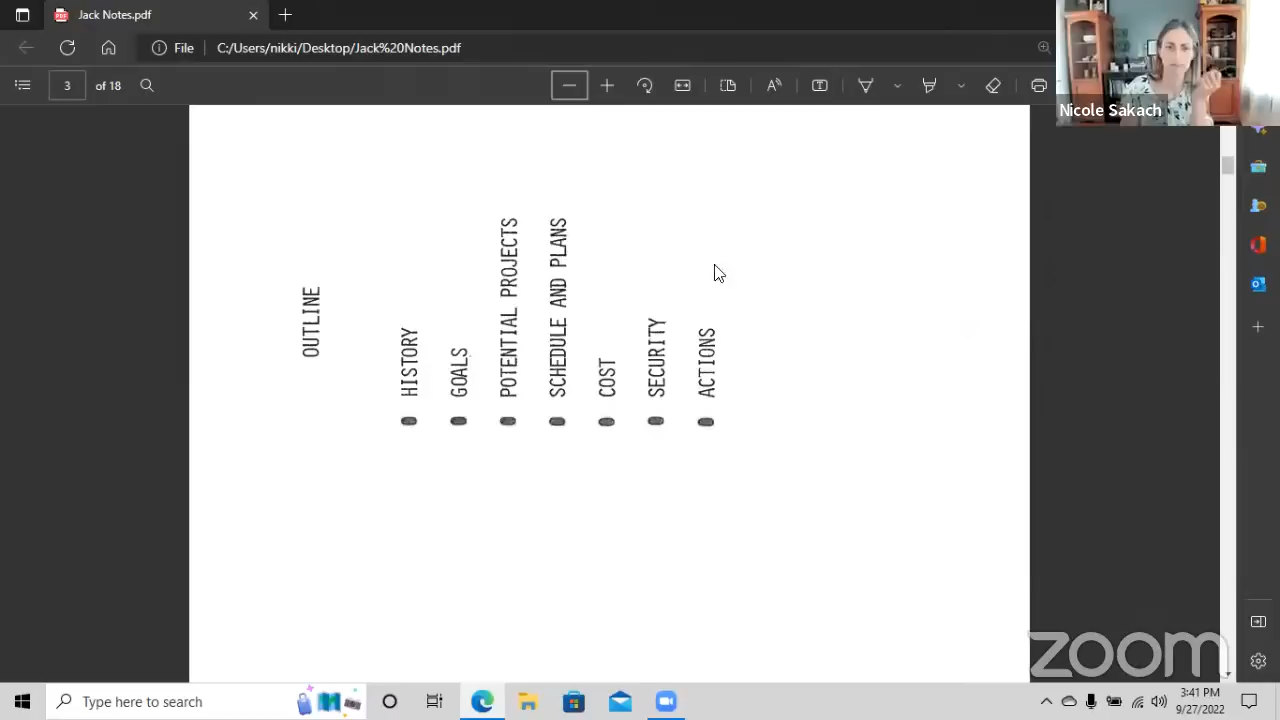 Jack Notes.pdf
File
C:/Users/nikki/Desktop/Jack%20Notes.pdf
3
of 18
Nicole Sakach
OUTLINE
HISTORY
GOALS
POTENTIAL PROJECTS
SCHEDULE AND PLANS
COST
SECURITY
ACTIONS
zoom
Type here to search
3:41 PM
9/27/2022